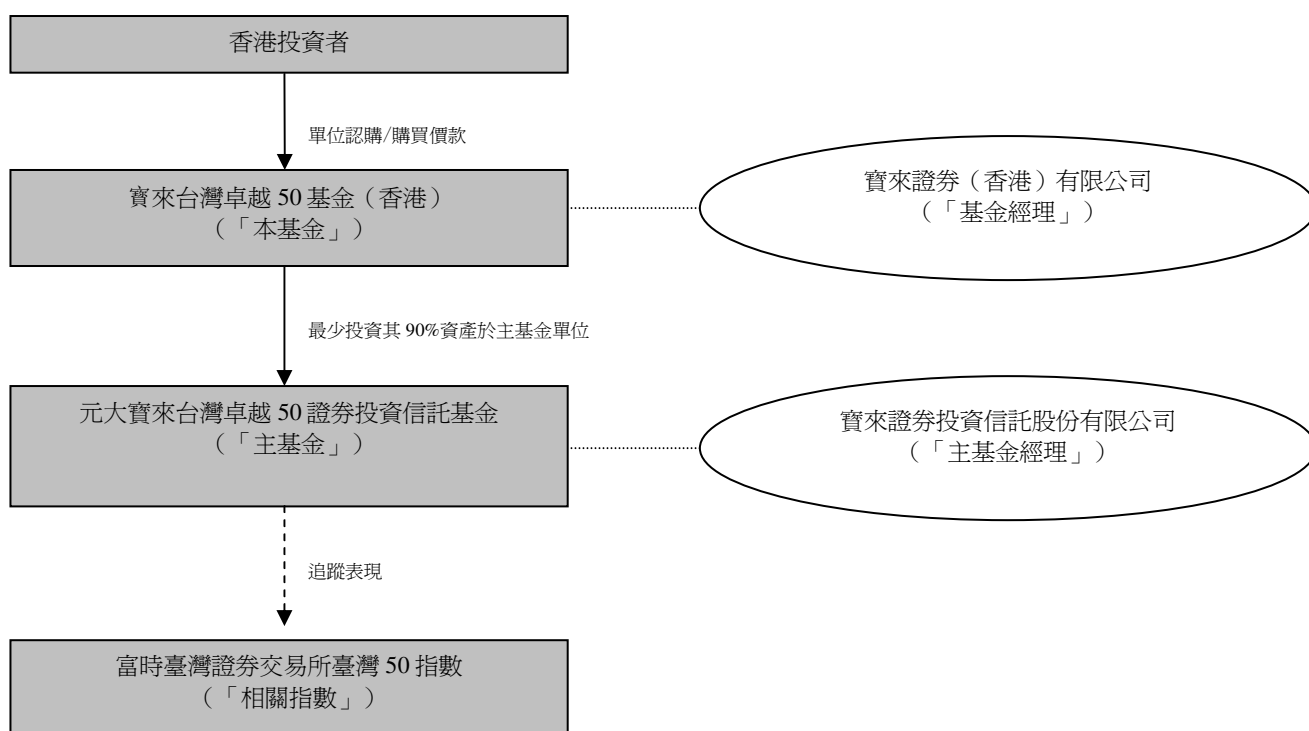 香港投資者
單位認購/購買價款
寶來台灣卓越 50 基金（香港）
（「本基金」）
寶來證券（香港）有限公司
（「基金經理」）
最少投資其 90%資產於主基金單位
元大寶來台灣卓越 50 證券投資信託基金
（「主基金」）
寶來證券投資信託股份有限公司
（「主基金經理」）
追蹤表現
富時臺灣證券交易所臺灣 50 指數
（「相關指數」）